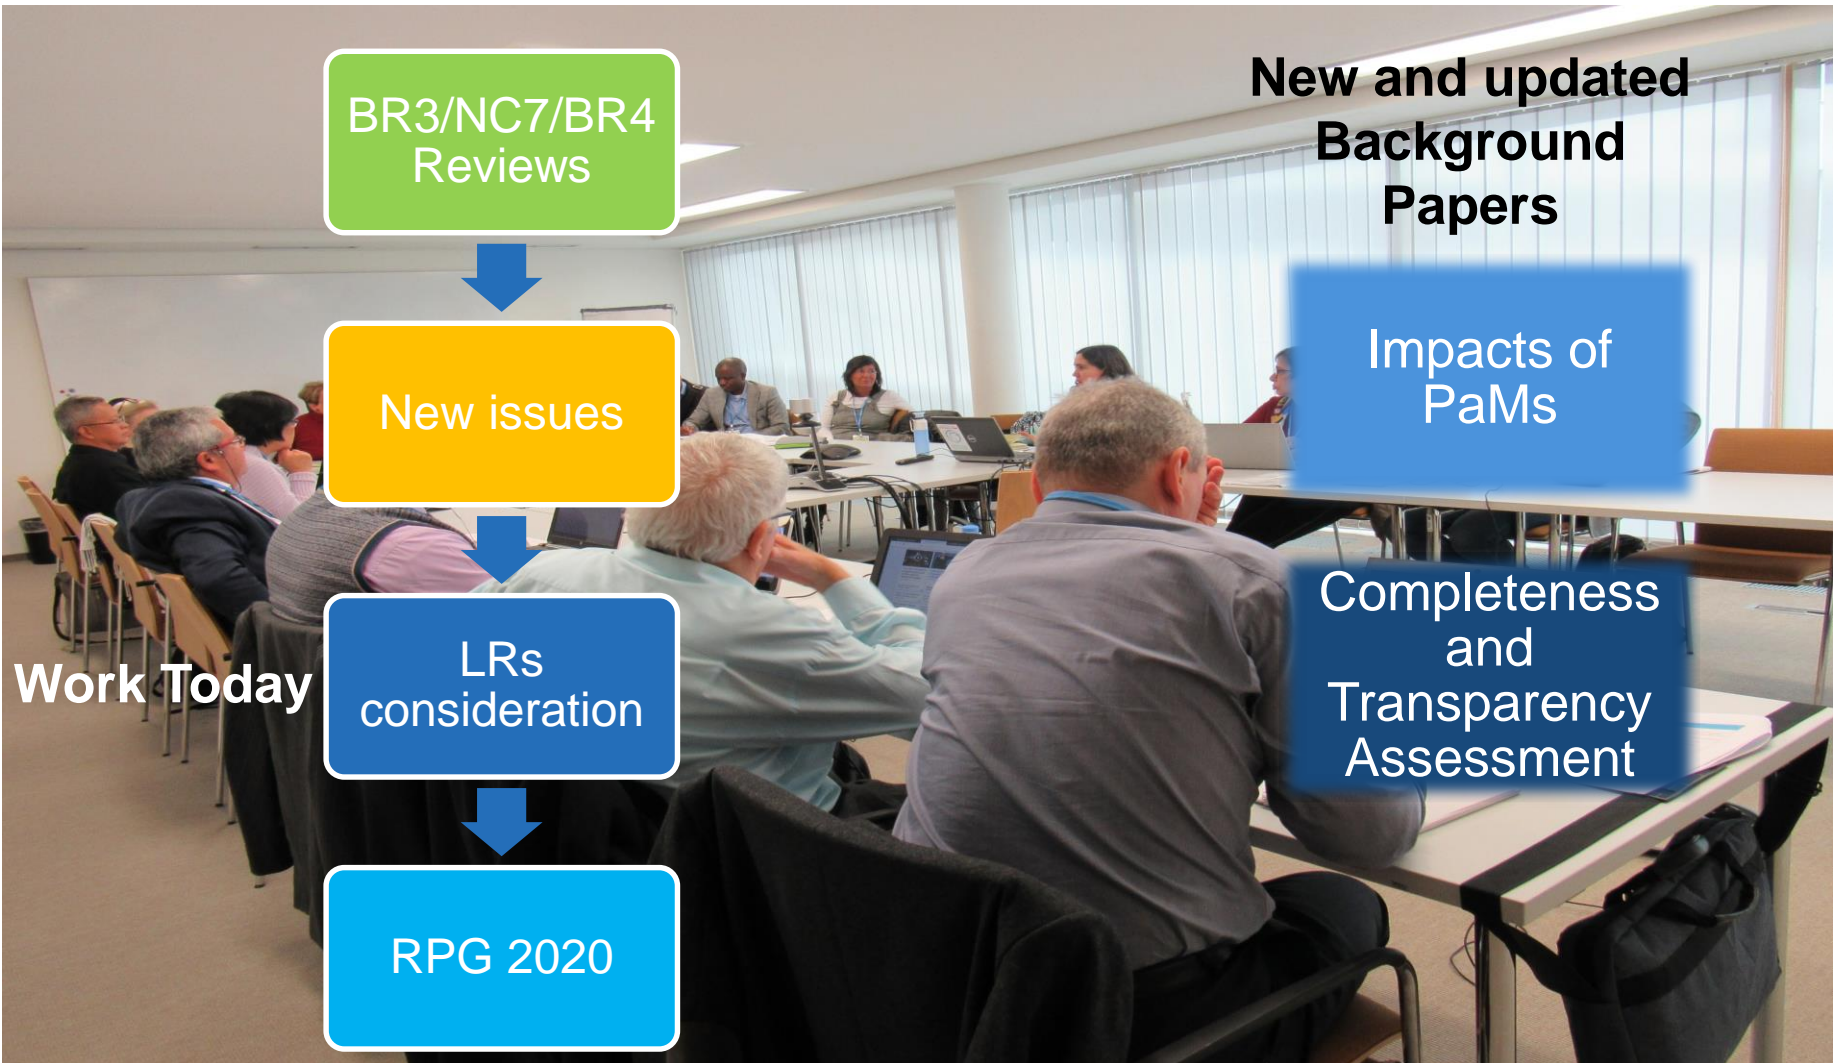 BR3/NC7/BR4
Reviews
New issues
LRs
consideration
RPG 2020
Work Today
New and updated
Background
Papers
Impacts of
PaMs
Completeness
and
Transparency
Assessment